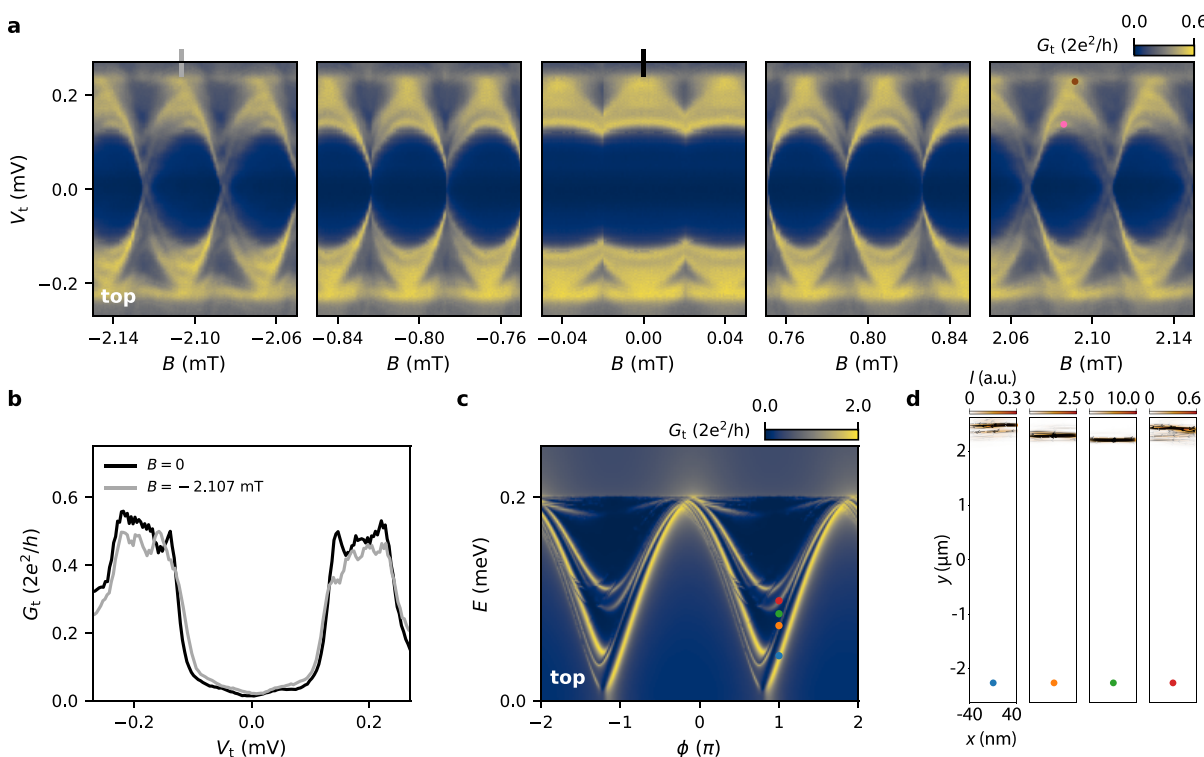 a
0.0 0.6
G_t (2e²/h)
V_t (mV)
0.2
0.0
−0.2
top
−2.14 −2.10 −2.06
B (mT)
−0.84 −0.80 −0.76
B (mT)
−0.04 0.00 0.04
B (mT)
0.76 0.80 0.84
B (mT)
2.06 2.10 2.14
B (mT)
b
B = 0
B = −2.107 mT
G_t (2e²/h)
0.6
0.4
0.2
0.0
−0.2 0.0 0.2
V_t (mV)
c
0.0 2.0
G_t (2e²/h)
E (meV)
0.2
0.0
top
−2 −1 0 1 2
ϕ (π)
d
I (a.u.)
0 0.3 0 2.5 0 10.0 0 0.6
y (μm)
2
1
0
-1
-2
-40 40
x (nm)